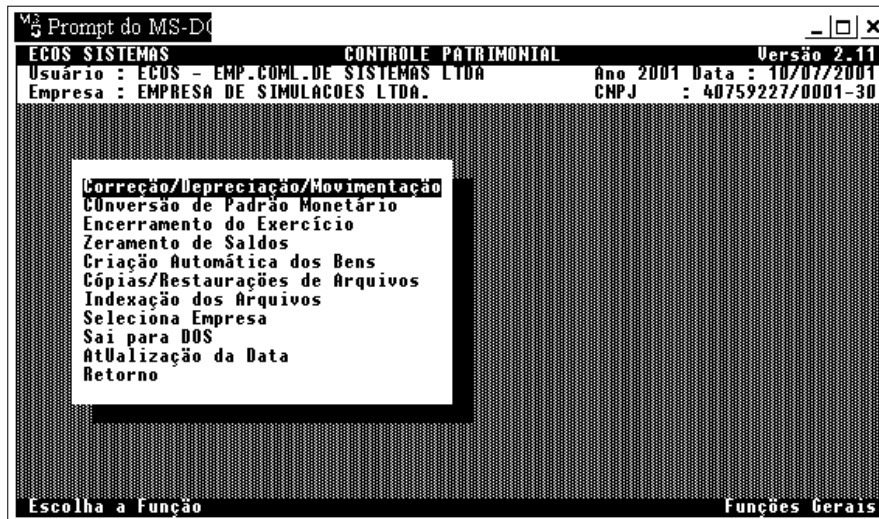 Prompt do MS-DO
ECOS SISTEMAS CONTROLE PATRIMONIAL Versão 2.11
Usuário : ECOS - EMP.COML.DE SISTEMAS LTDA Ano 2001 Data : 10/07/2001
Empresa : EMPRESA DE SIMULACOES LTDA. CNPJ : 40759227/0001-30
Correção/Depreciação/Movimentação
COnversão de Padrão Monetário
Encerramento do Exercício
Zeramento de Saldos
Criação Automática dos Bens
Cópias/Restaurações de Arquivos
Indexação dos Arquivos
Seleciona Empresa
Sai para DOS
AtUalização da Data
Retorno
Escolha a Função Funções Gerais